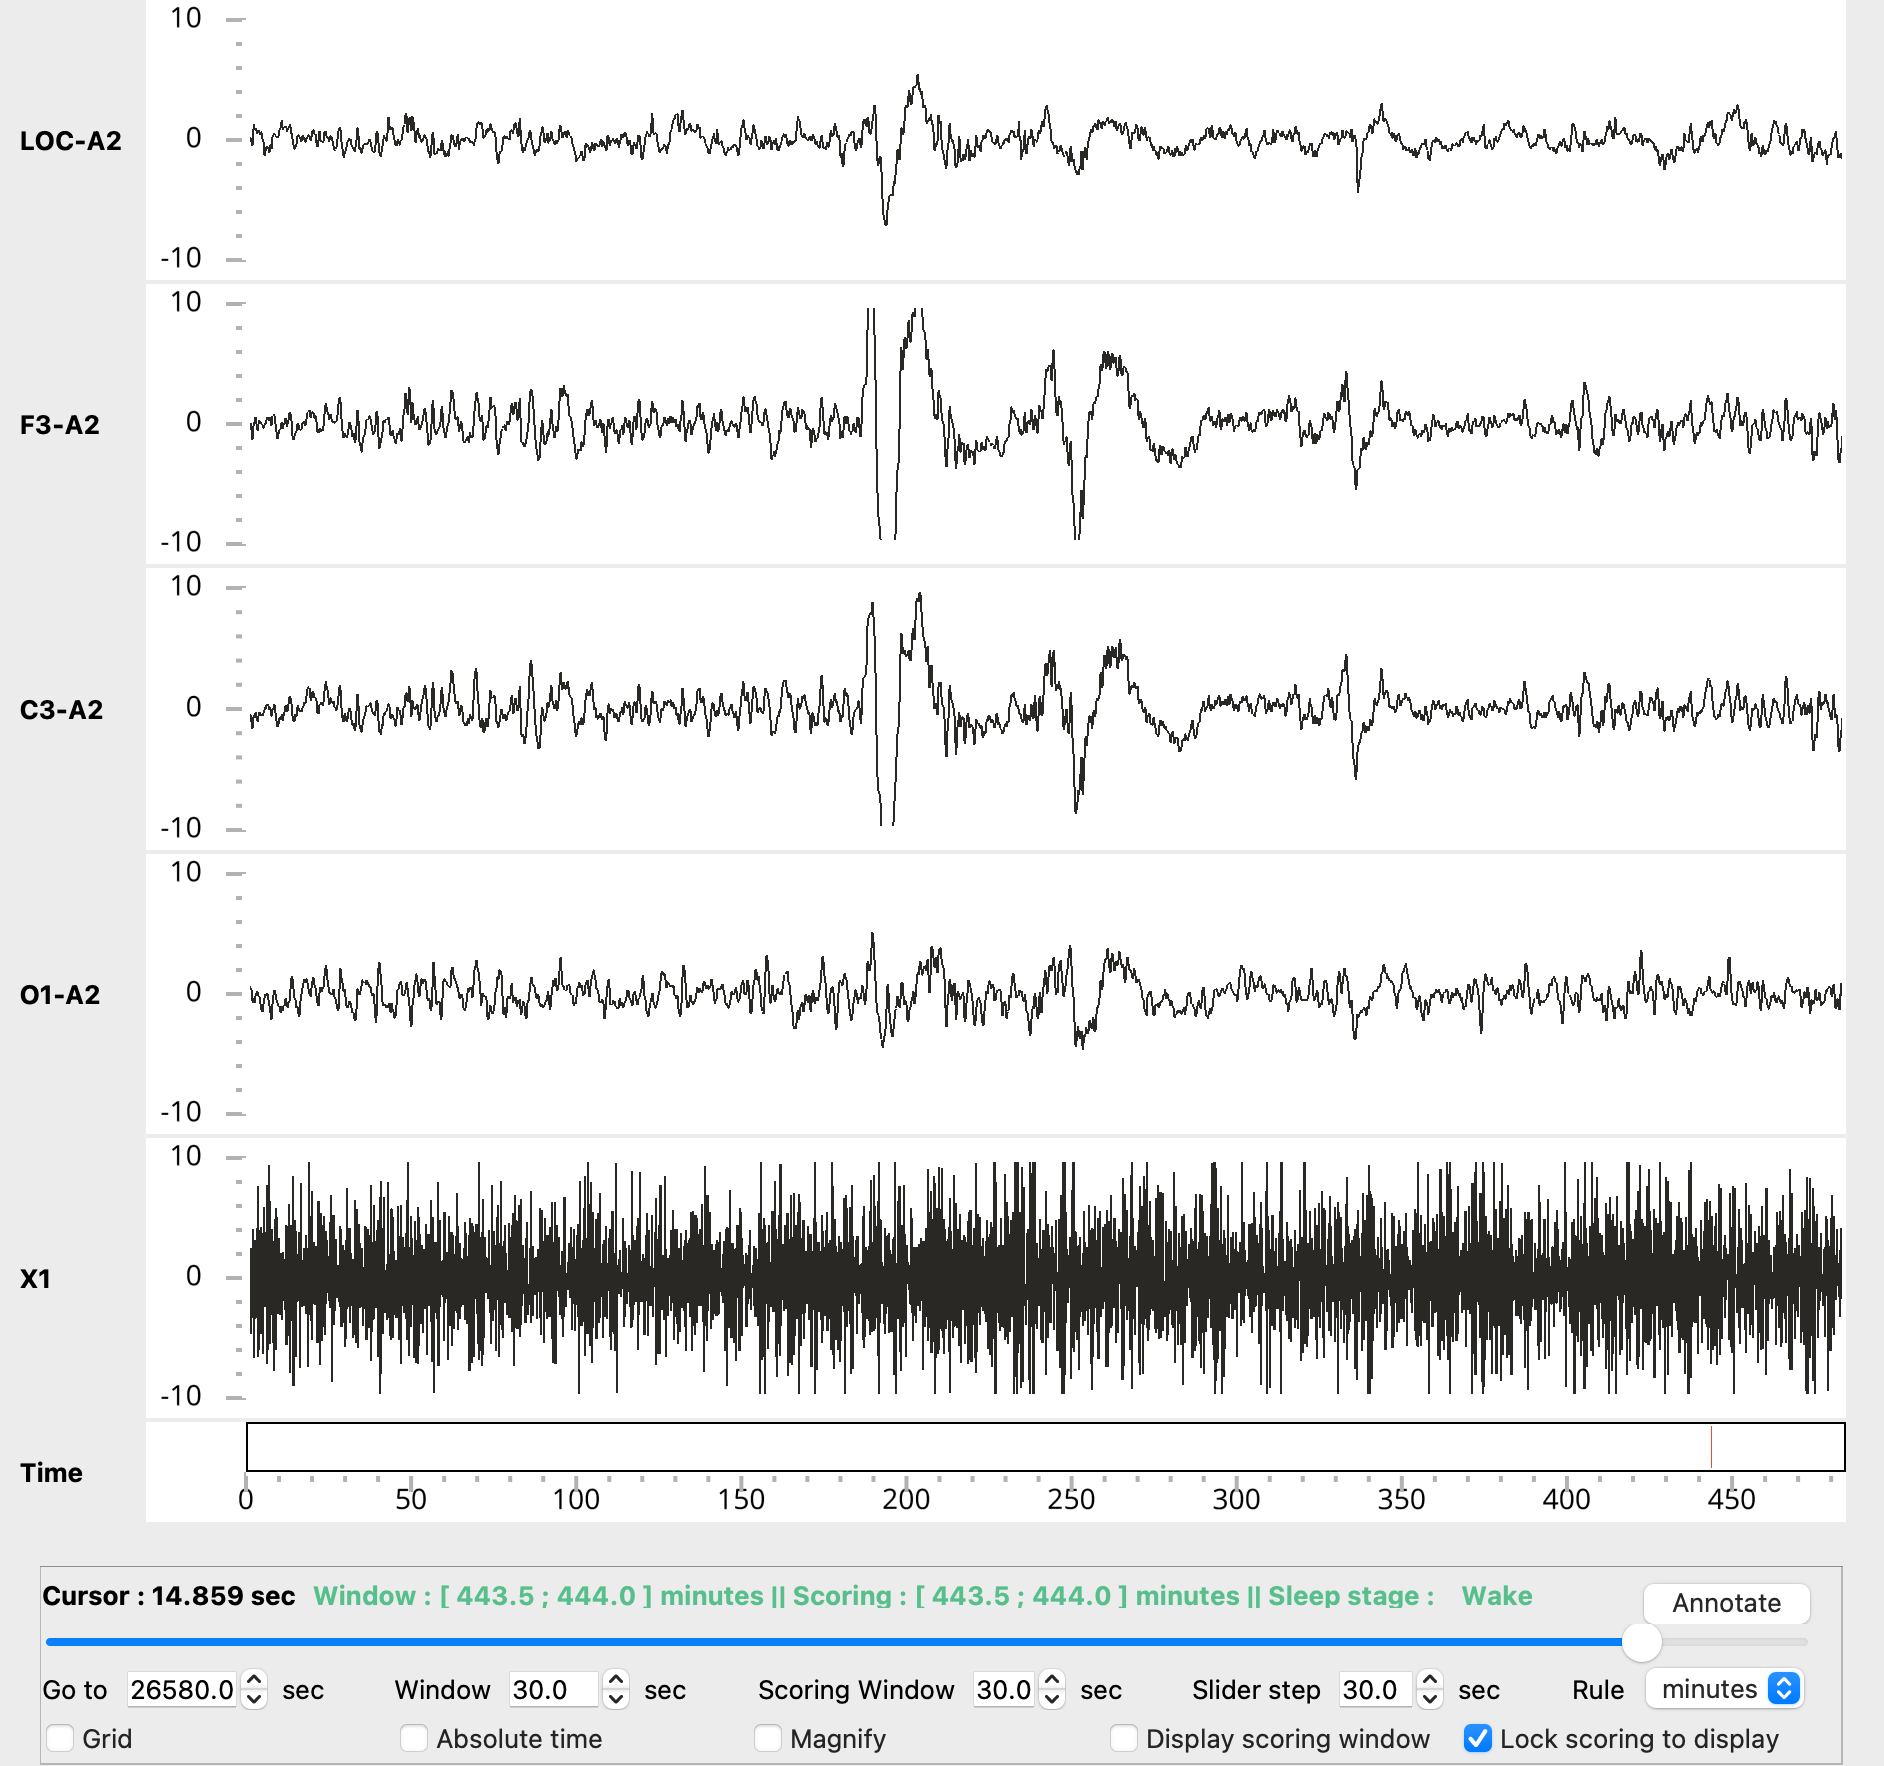 10
LOC-A2
0
-10
10
F3-A2
0
-10
10
C3-A2
0
-10
10
O1-A2
0
-10
10
X1
0
-10
Time
0 50 100 150 200 250 300 350 400 450
Cursor : 14.859 sec Window : [ 443.5 ; 444.0 ] minutes || Scoring : [ 443.5 ; 444.0 ] minutes || Sleep stage : Wake Annotate
Go to 26580.0 sec Window 30.0 sec Scoring Window 30.0 sec Slider step 30.0 sec Rule minutes
Grid Absolute time Magnify Display scoring window Lock scoring to display